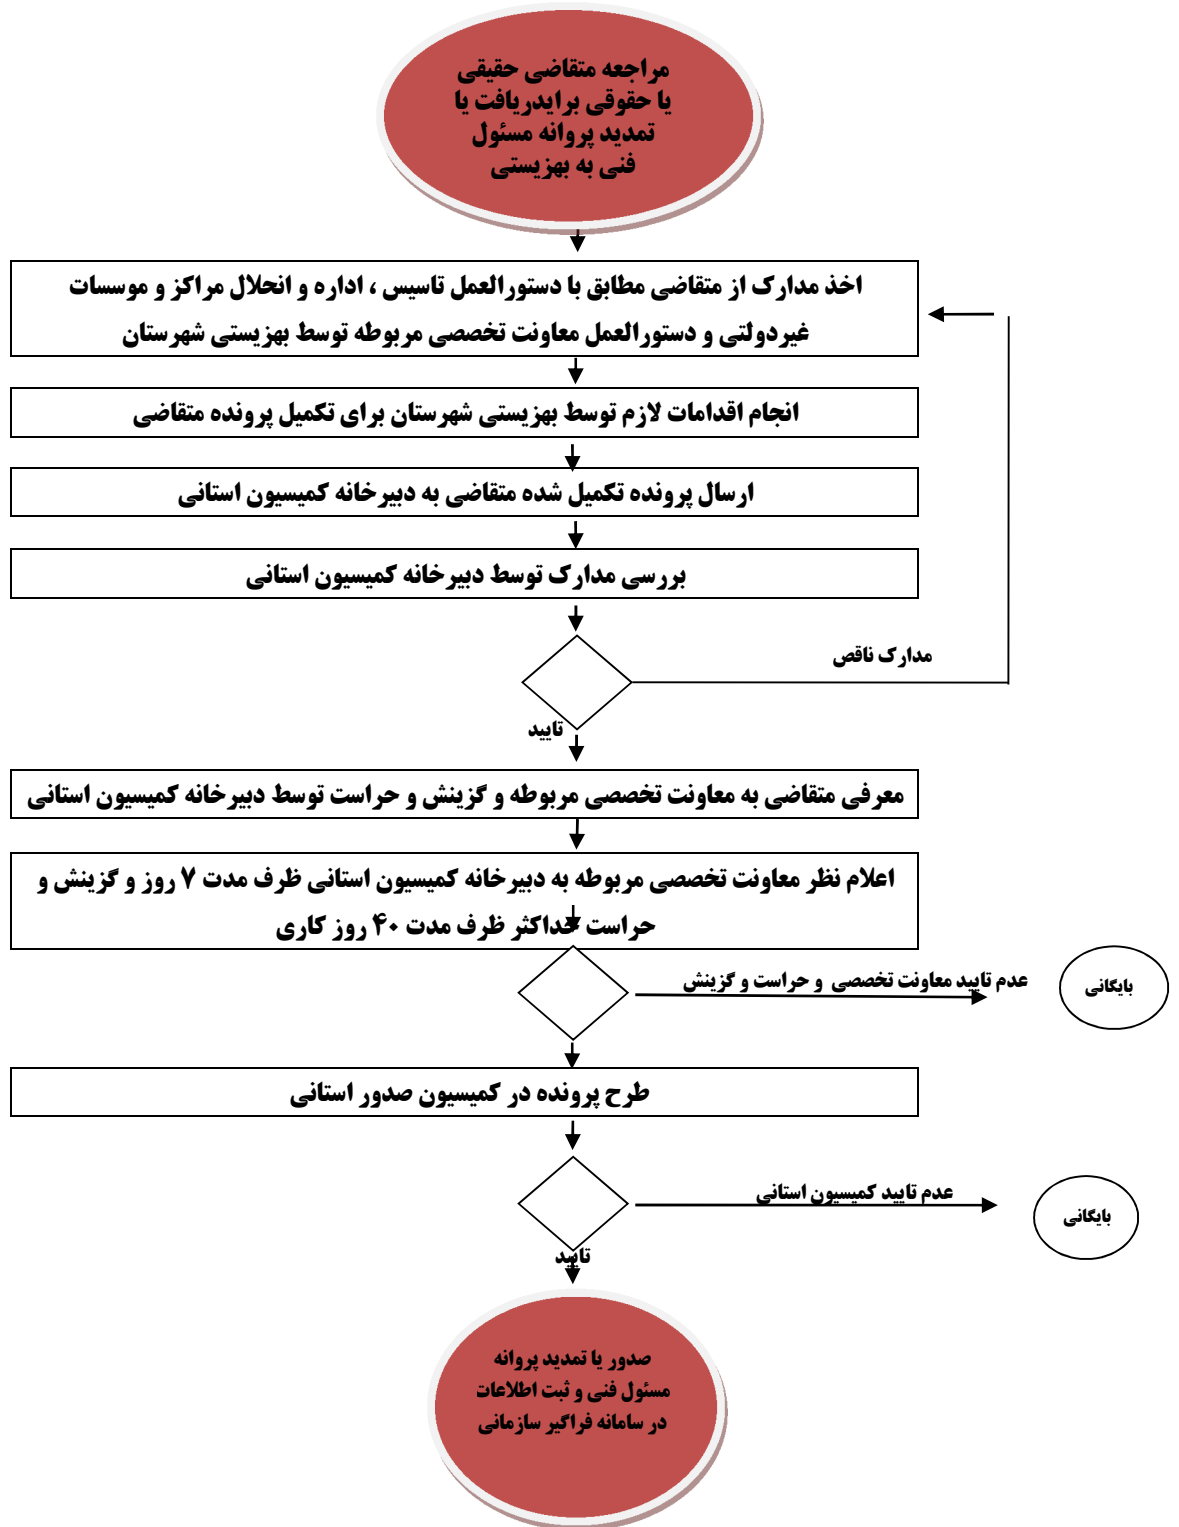 مراجعه متقاضی حقیقی
یا حقوقی برایدریافت یا
تمدید پروانه مسئول
فنی به بهزیستی
اخذ مدارک از متقاضی مطابق با دستورالعمل تاسیس ، اداره و انحلال مراکز و موسسات
غیردولتی و دستورالعمل معاونت تخصصی مربوطه توسط بهزیستی شهرستان
انجام اقدامات لازم توسط بهزیستی شهرستان برای تکمیل پرونده متقاضی
ارسال پرونده تکمیل شده متقاضی به دبیرخانه کمیسیون استانی
بررسی مدارک توسط دبیرخانه کمیسیون استانی
مدارک ناقص
تایید
معرفی متقاضی به معاونت تخصصی مربوطه و گزینش و حراست توسط دبیرخانه کمیسیون استانی
اعلام نظر معاونت تخصصی مربوطه به دبیرخانه کمیسیون استانی ظرف مدت ۷ روز و گزینش و
حراست حداکثر ظرف مدت ۴۰ روز کاری
عدم تایید معاونت تخصصی و حراست و گزینش
بایگانی
طرح پرونده در کمیسیون صدور استانی
عدم تایید کمیسیون استانی
بایگانی
تایید
صدور یا تمدید پروانه
مسئول فنی و ثبت اطلاعات
در سامانه فراگیر سازمانی